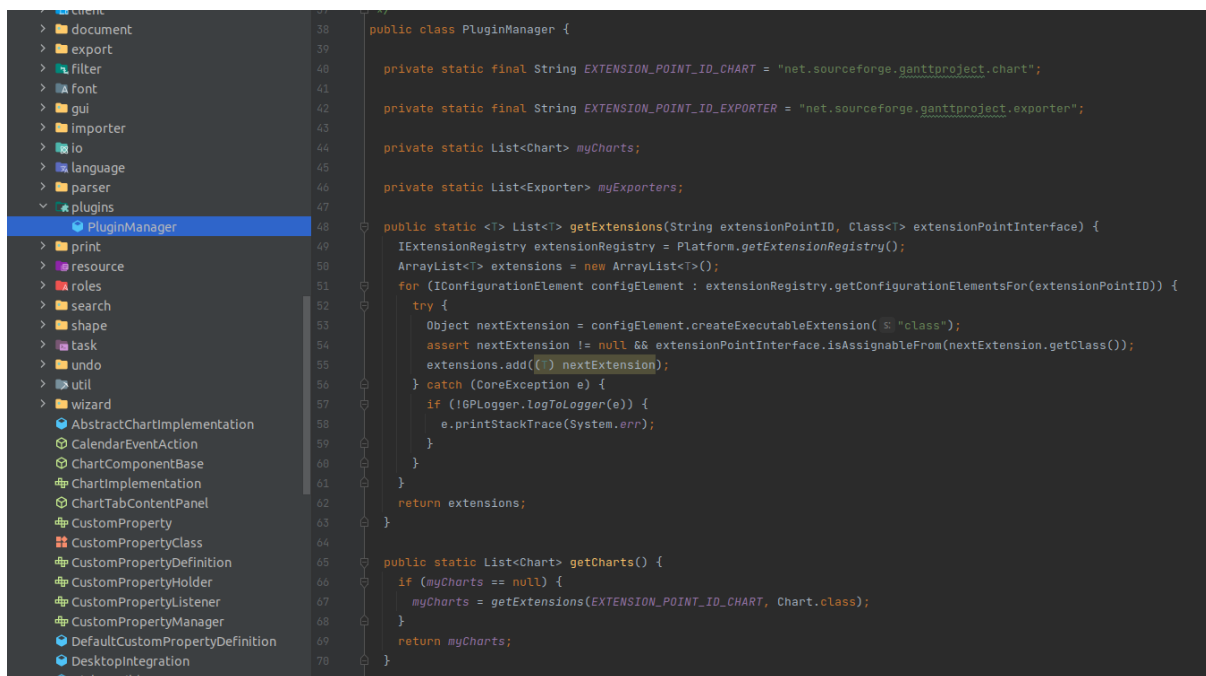 client
document
export
filter
font
gui
importer
io
language
parser
plugins
PluginManager
print
resource
roles
search
shape
task
undo
util
wizard
AbstractChartImplementation
CalendarEventAction
ChartComponentBase
ChartImplementation
ChartTabContentPanel
CustomProperty
CustomPropertyClass
CustomPropertyDefinition
CustomPropertyHolder
CustomPropertyListener
CustomPropertyManager
DefaultCustomPropertyDefinition
DesktopIntegration
37 */
38 public class PluginManager {
39
40 private static final String EXTENSION_POINT_ID_CHART = "net.sourceforge.ganttproject.chart";
41
42 private static final String EXTENSION_POINT_ID_EXPORTER = "net.sourceforge.ganttproject.exporter";
43
44 private static List<Chart> myCharts;
45
46 private static List<Exporter> myExporters;
47
48 public static <T> List<T> getExtensions(String extensionPointID, Class<T> extensionPointInterface) {
49 IExtensionRegistry extensionRegistry = Platform.getExtensionRegistry();
50 ArrayList<T> extensions = new ArrayList<T>();
51 for (IConfigurationElement configElement : extensionRegistry.getConfigurationElementsFor(extensionPointID)) {
52 try {
53 Object nextExtension = configElement.createExecutableExtension( s: "class");
54 assert nextExtension != null && extensionPointInterface.isAssignableFrom(nextExtension.getClass());
55 extensions.add((T) nextExtension);
56 } catch (CoreException e) {
57 if (!GPLogger.logToLogger(e)) {
58 e.printStackTrace(System.err);
59 }
60 }
61 }
62 return extensions;
63 }
64
65 public static List<Chart> getCharts() {
66 if (myCharts == null) {
67 myCharts = getExtensions(EXTENSION_POINT_ID_CHART, Chart.class);
68 }
69 return myCharts;
70 }